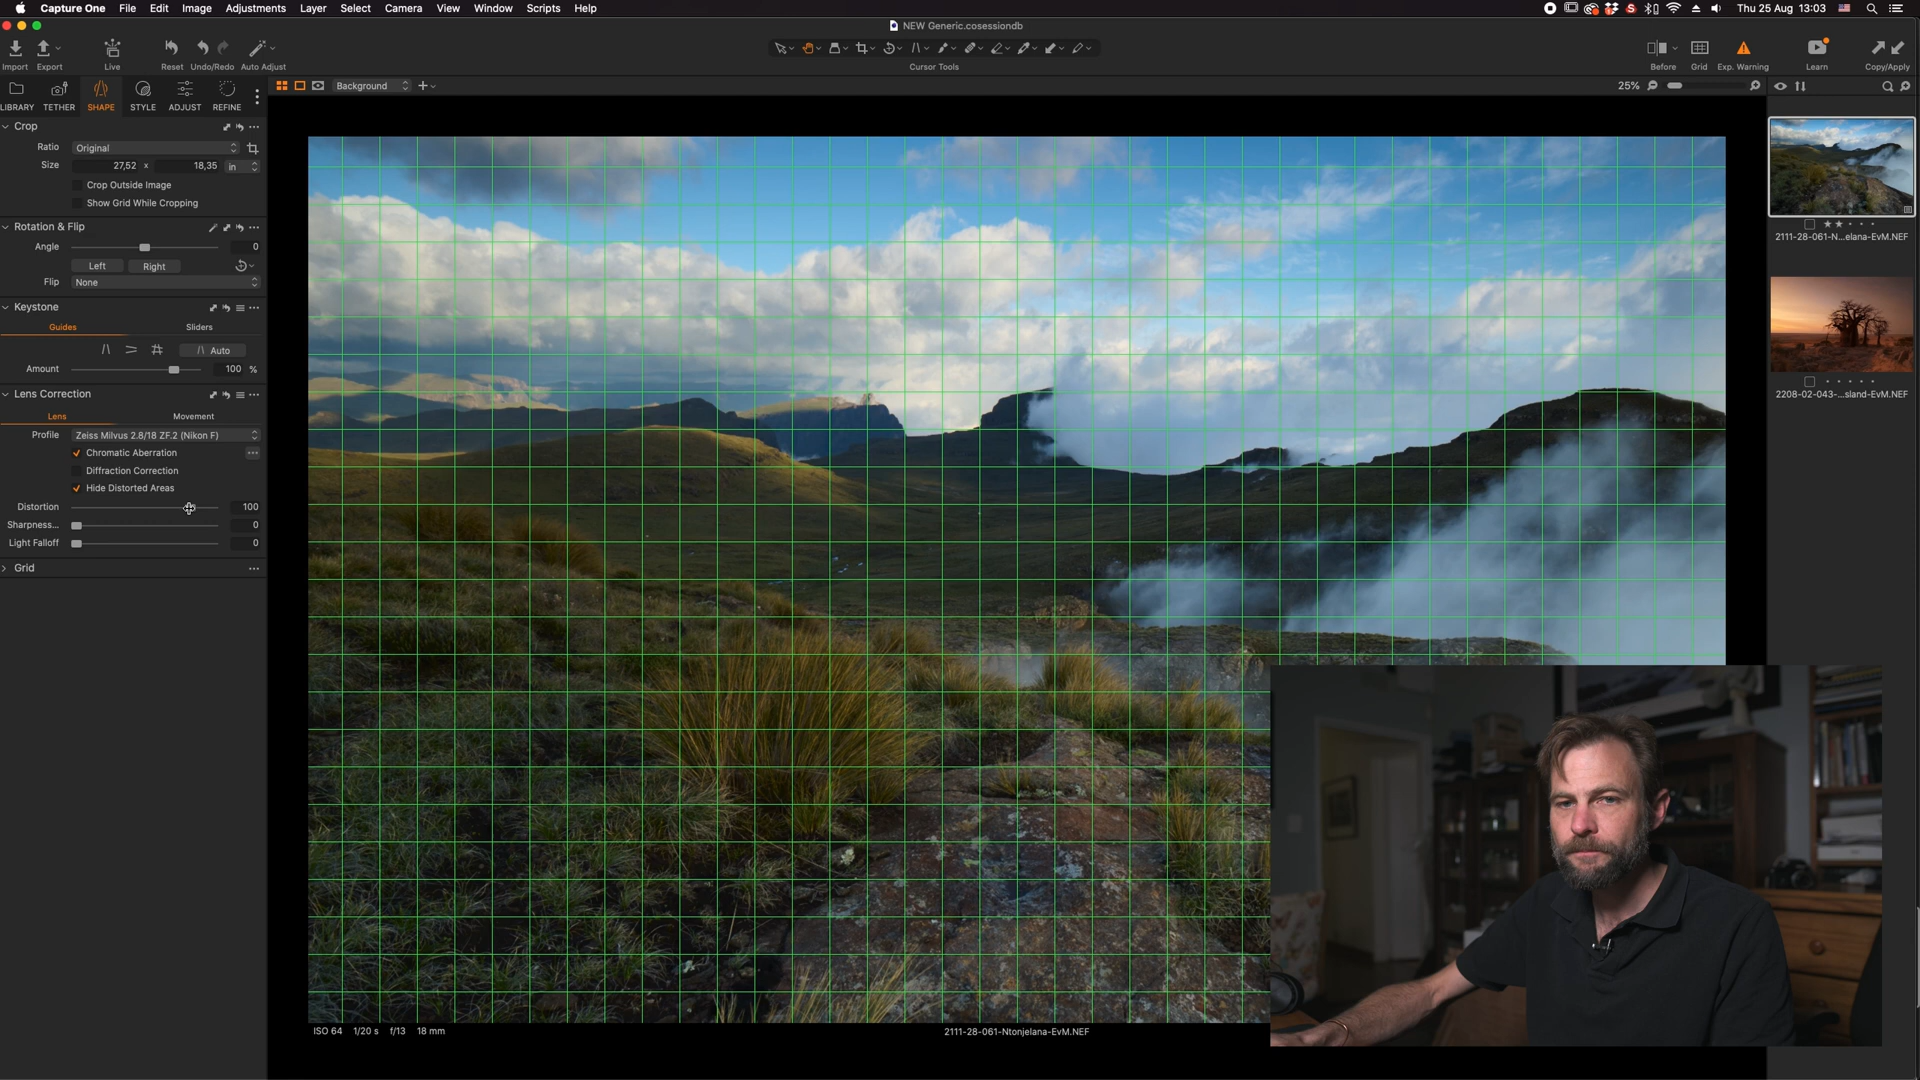 Capture One File Edit Image Adjustments Layer Select Camera View Window Scripts Help
Thu 25 Aug 13:03
NEW Generic.cosessiondb
Import Export Live Reset Undo/Redo Auto Adjust
Cursor Tools
Before Grid Exp. Warning Learn Copy/Apply
LIBRARY TETHER SHAPE STYLE ADJUST REFINE
Background
25%
Crop
Ratio Original
Size 27,52 x 18,35 in
Crop Outside Image
Show Grid While Cropping
Rotation & Flip
Angle 0
Left Right
Flip None
Keystone
Guides Sliders
Auto
Amount 100 %
Lens Correction
Lens Movement
Profile Zeiss Milvus 2.8/18 ZF.2 (Nikon F)
Chromatic Aberration
Diffraction Correction
Hide Distorted Areas
Distortion 100
Sharpness... 0
Light Falloff 0
Grid
2111-28-061-N...elana-EvM.NEF
2208-02-043-...sland-EvM.NEF
ISO 64 1/20 s f/13 18 mm
2111-28-061-Ntonjelana-EvM.NEF